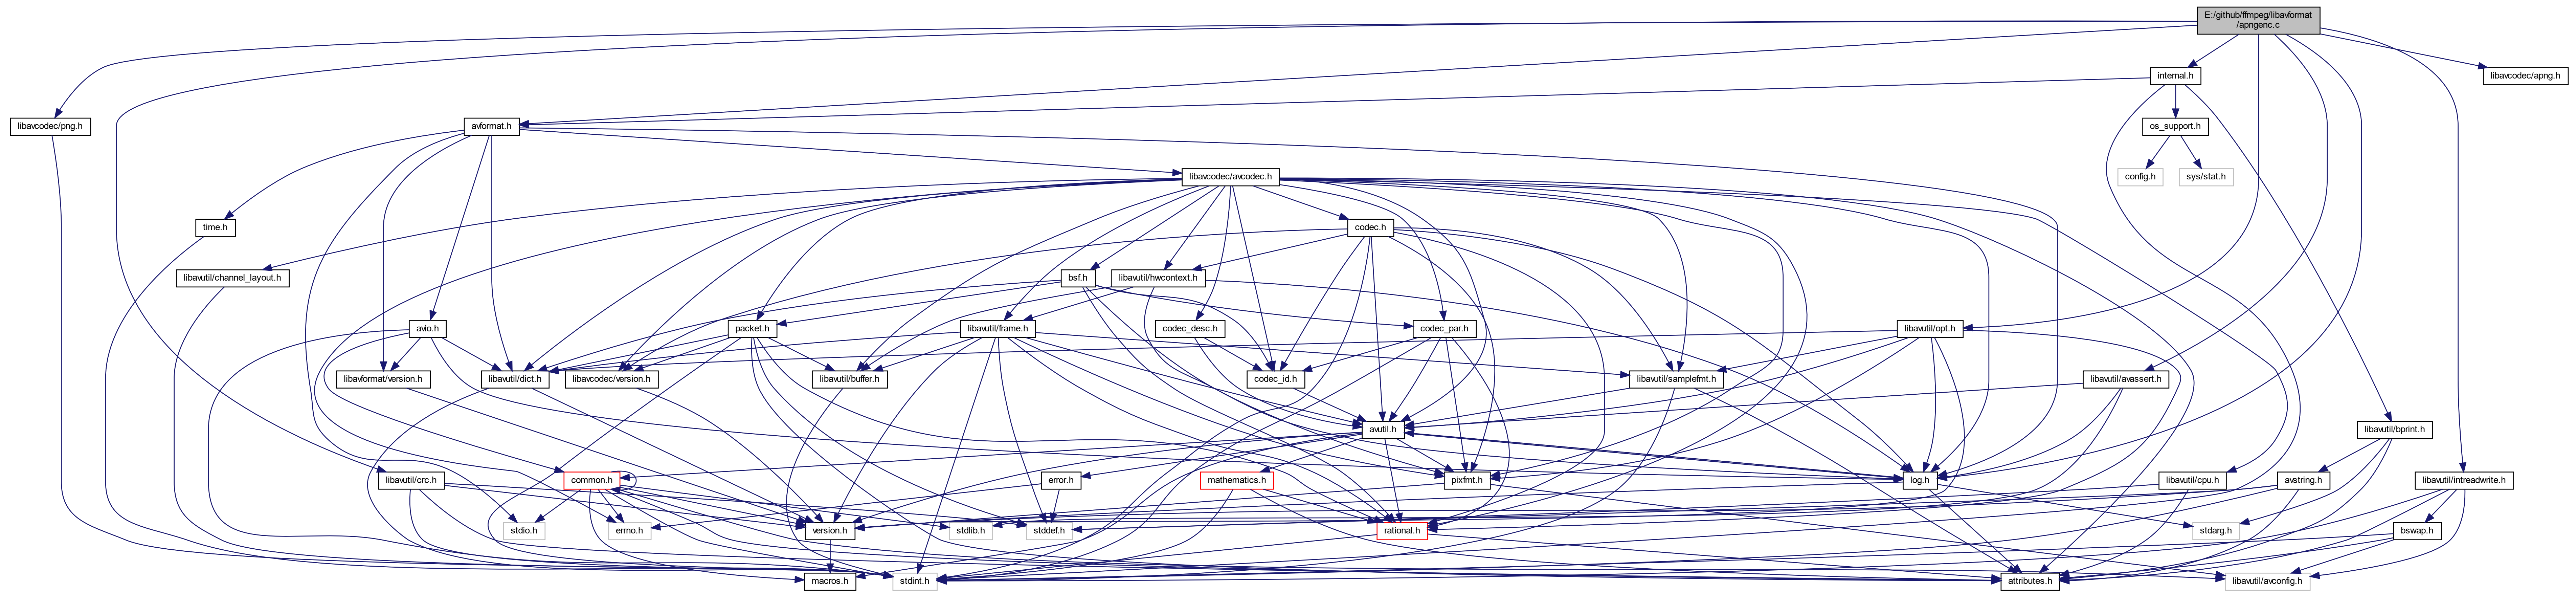 E:/github/ffmpeg/libavformat
/apngenc.c
internal.h
libavcodec/apng.h
libavcodec/png.h
avformat.h
os_support.h
libavcodec/avcodec.h
config.h
sys/stat.h
time.h
codec.h
libavutil/channel_layout.h
bsf.h
libavutil/hwcontext.h
avio.h
packet.h
libavutil/frame.h
codec_desc.h
codec_par.h
libavutil/opt.h
libavformat/version.h
libavutil/dict.h
libavcodec/version.h
libavutil/buffer.h
codec_id.h
libavutil/samplefmt.h
libavutil/avassert.h
avutil.h
libavutil/bprint.h
libavutil/crc.h
common.h
error.h
mathematics.h
pixfmt.h
log.h
libavutil/cpu.h
avstring.h
libavutil/intreadwrite.h
stdio.h
errno.h
version.h
stdlib.h
stddef.h
rational.h
stdarg.h
bswap.h
macros.h
stdint.h
attributes.h
libavutil/avconfig.h